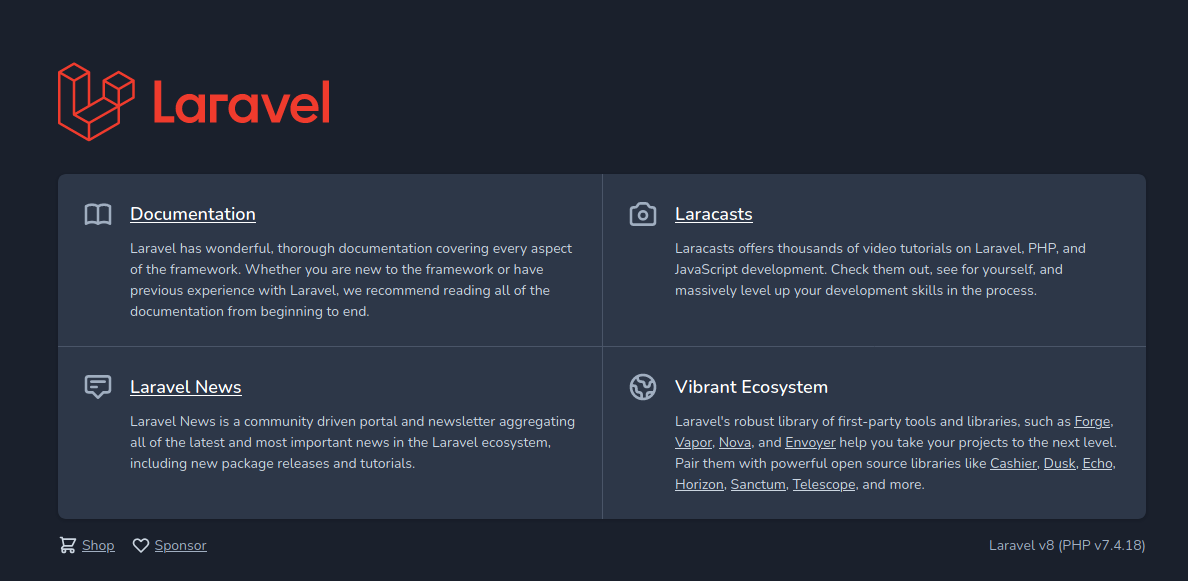 Laravel
Documentation
Laravel has wonderful, thorough documentation covering every aspect
of the framework. Whether you are new to the framework or have
previous experience with Laravel, we recommend reading all of the
documentation from beginning to end.
Laracasts
Laracasts offers thousands of video tutorials on Laravel, PHP, and
JavaScript development. Check them out, see for yourself, and
massively level up your development skills in the process.
Laravel News
Laravel News is a community driven portal and newsletter aggregating
all of the latest and most important news in the Laravel ecosystem,
including new package releases and tutorials.
Vibrant Ecosystem
Laravel's robust library of first-party tools and libraries, such as Forge,
Vapor, Nova, and Envoyer help you take your projects to the next level.
Pair them with powerful open source libraries like Cashier, Dusk, Echo,
Horizon, Sanctum, Telescope, and more.
Shop
Sponsor
Laravel v8 (PHP v7.4.18)